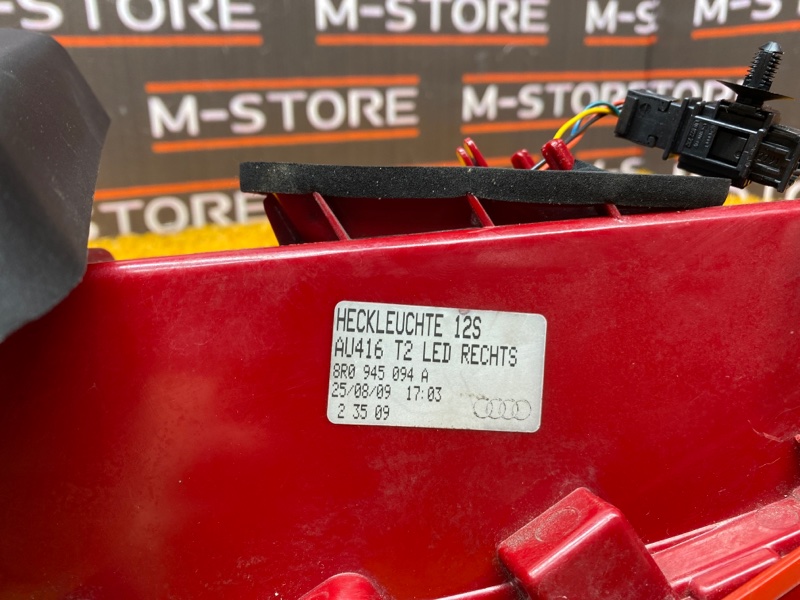 M-STORE
M-STORE
M-STORE
M-STORE
M-STORE
M-STORE
HECKLEUCHTE 12S
AU416 T2 LED RECHTS
8R0 945 094 A
25/08/09 17:03
2 35 09